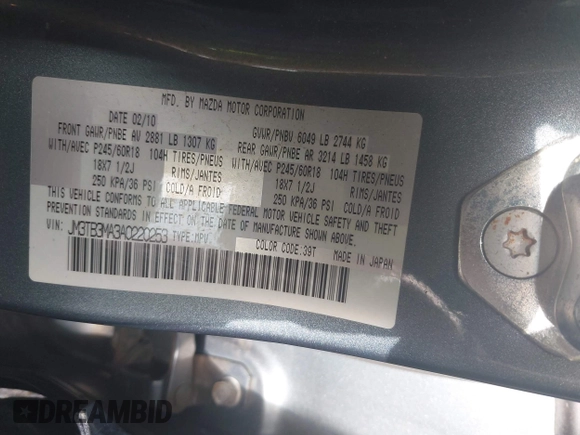 MFD. BY MAZDA MOTOR CORPORATION
DATE 02/10
GVWR/PNBV 6049 LB 2744 KG
FRONT GAWR/PNBE AV 2881 LB 1307 KG
REAR GAWR/PNBE AR 3214 LB 1458 KG
WITH/AVEC P245/60R18 104H TIRES/PNEUS
WITH/AVEC P245/60R18 104H TIRES/PNEUS
18X7 1/2J RIMS/JANTES
18X7 1/2J RIMS/JANTES
250 KPA/36 PSI COLD/A FROID
250 KPA/36 PSI COLD/A FROID
THIS VEHICLE CONFORMS TO ALL APPLICABLE FEDERAL MOTOR VEHICLE SAFETY AND THEFT
PREVENTION STANDARDS IN EFFECT ON THE DATE OF MANUFACTURE SHOWN ABOVE.
VIN: JM3TB3MA3A0220253 TYPE:MPV
COLOR CODE:39T MADE IN JAPAN
DREAMBID